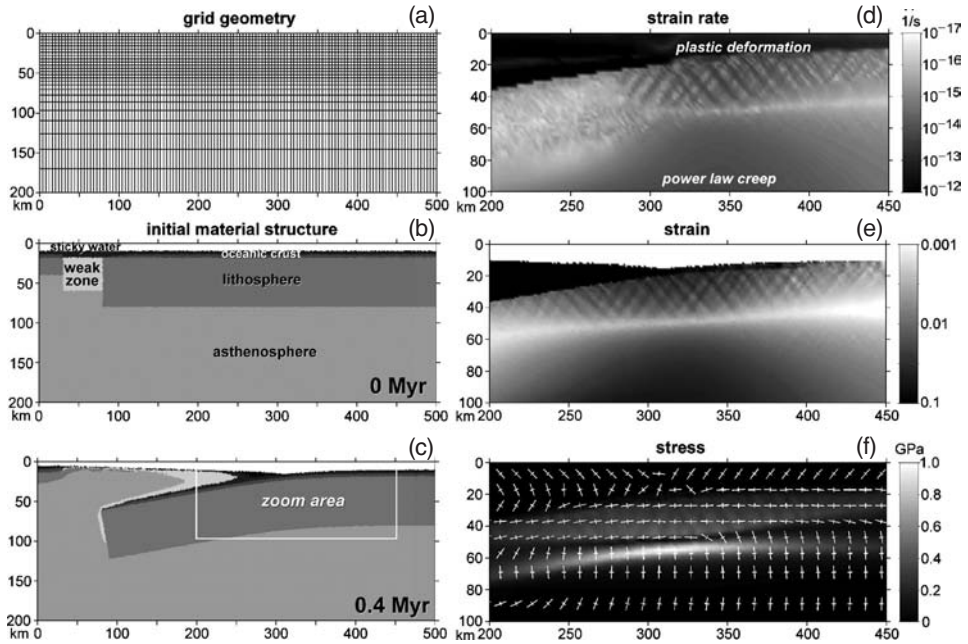 grid geometry
(a)
0
50
100
150
200
km 0
100
200
300
400
500
initial material structure
(b)
sticky water
oceanic crust
weak
zone
lithosphere
asthenosphere
0 Myr
0
50
100
150
200
km 0
100
200
300
400
500
(c)
zoom area
0.4 Myr
0
50
100
150
200
km 0
100
200
300
400
500
strain rate
(d)
plastic deformation
power law creep
0
20
40
60
80
100
km 200
250
300
350
400
450
1/s
10−17
10−16
10−15
10−14
10−13
10−12
strain
(e)
0
20
40
60
80
100
km 200
250
300
350
400
450
0.001
0.01
0.1
stress
(f)
GPa
0
20
40
60
80
100
km 200
250
300
350
400
450
1.0
0.8
0.6
0.4
0.2
0